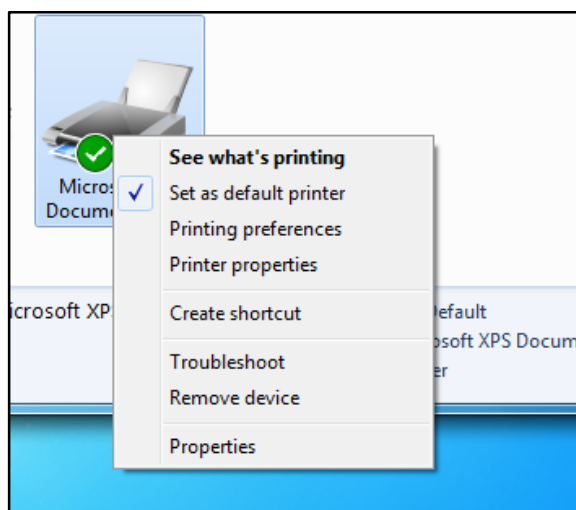 See what's printing
Micros
Set as default printer
Docum
Printing preferences
Printer properties
icrosoft XP
Create shortcut
Default
osoft XPS Docum
Troubleshoot
er
Remove device
Properties